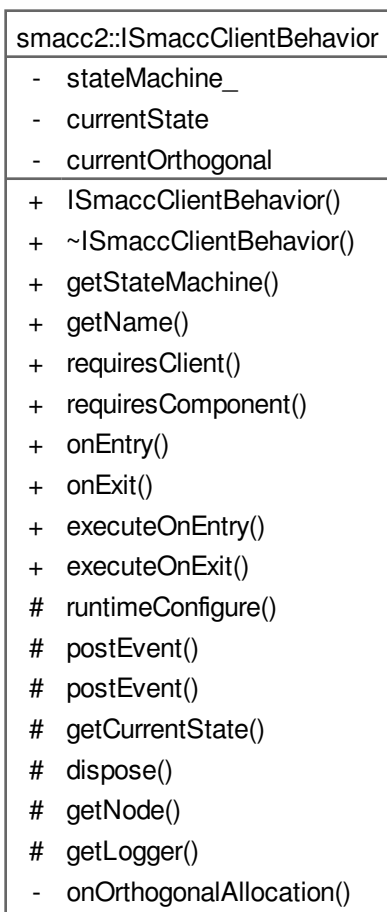 smacc2::ISmaccClientBehavior
- stateMachine_
- currentState
- currentOrthogonal
+ ISmaccClientBehavior()
+ ~ISmaccClientBehavior()
+ getStateMachine()
+ getName()
+ requiresClient()
+ requiresComponent()
+ onEntry()
+ onExit()
+ executeOnEntry()
+ executeOnExit()
# runtimeConfigure()
# postEvent()
# postEvent()
# getCurrentState()
# dispose()
# getNode()
# getLogger()
- onOrthogonalAllocation()